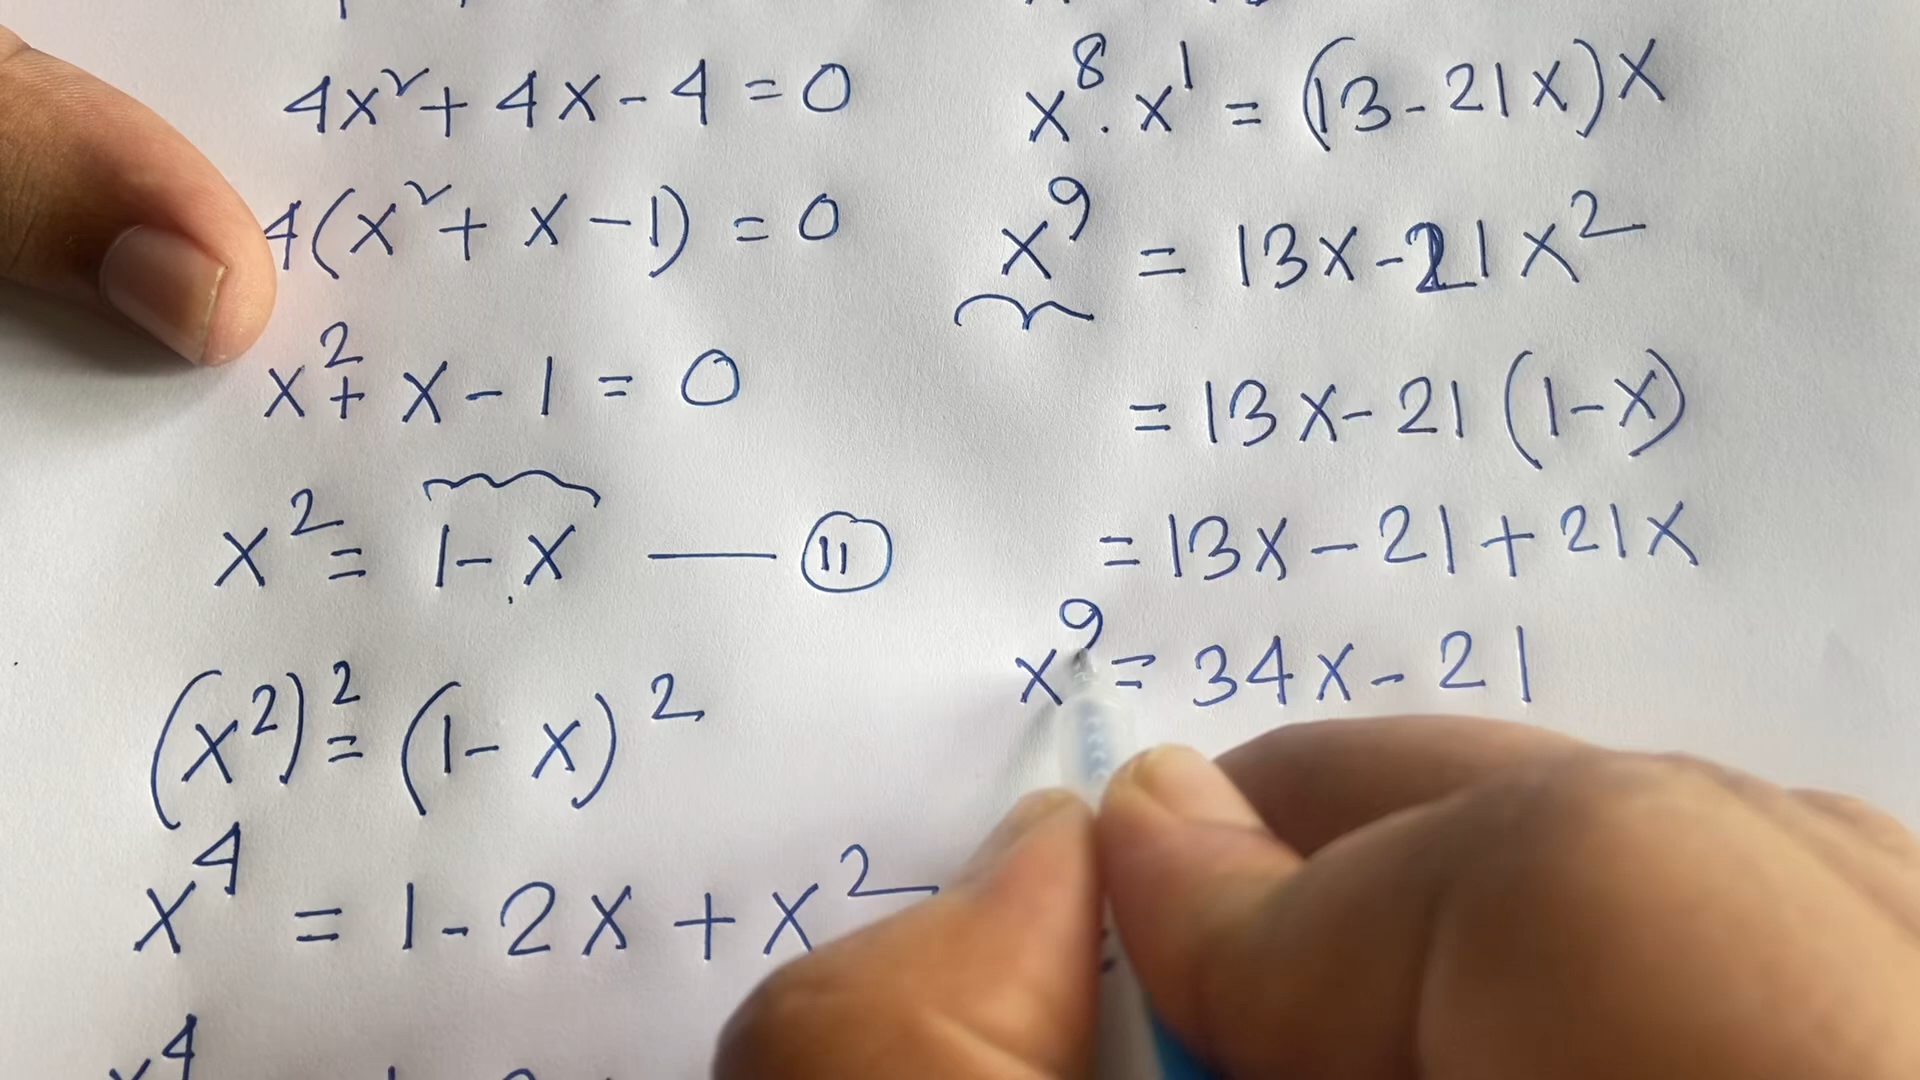 4x² + 4x - 4 = 0
4(x² + x - 1) = 0
x² + x - 1 = 0
x² = 1 - x — (11)
(x²)² = (1 - x)²
x⁴ = 1 - 2x + x²
x⁴
x⁸ . x¹ = (13 - 21x)x
x⁹ = 13x - 21x²
= 13x - 21(1 - x)
= 13x - 21 + 21x
x⁹ = 34x - 21